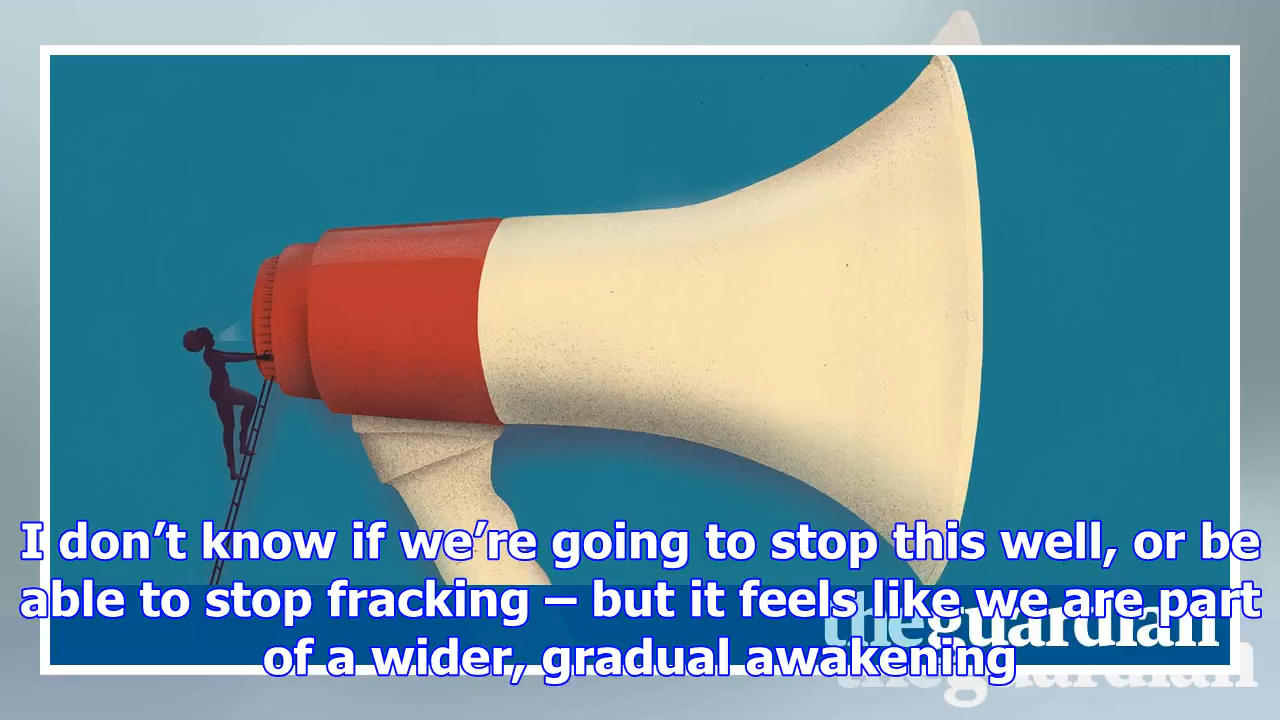 I don’t know if we’re going to stop this well, or be
able to stop fracking – but it feels like we are part
of a wider, gradual awakening
theguardian
theguardian